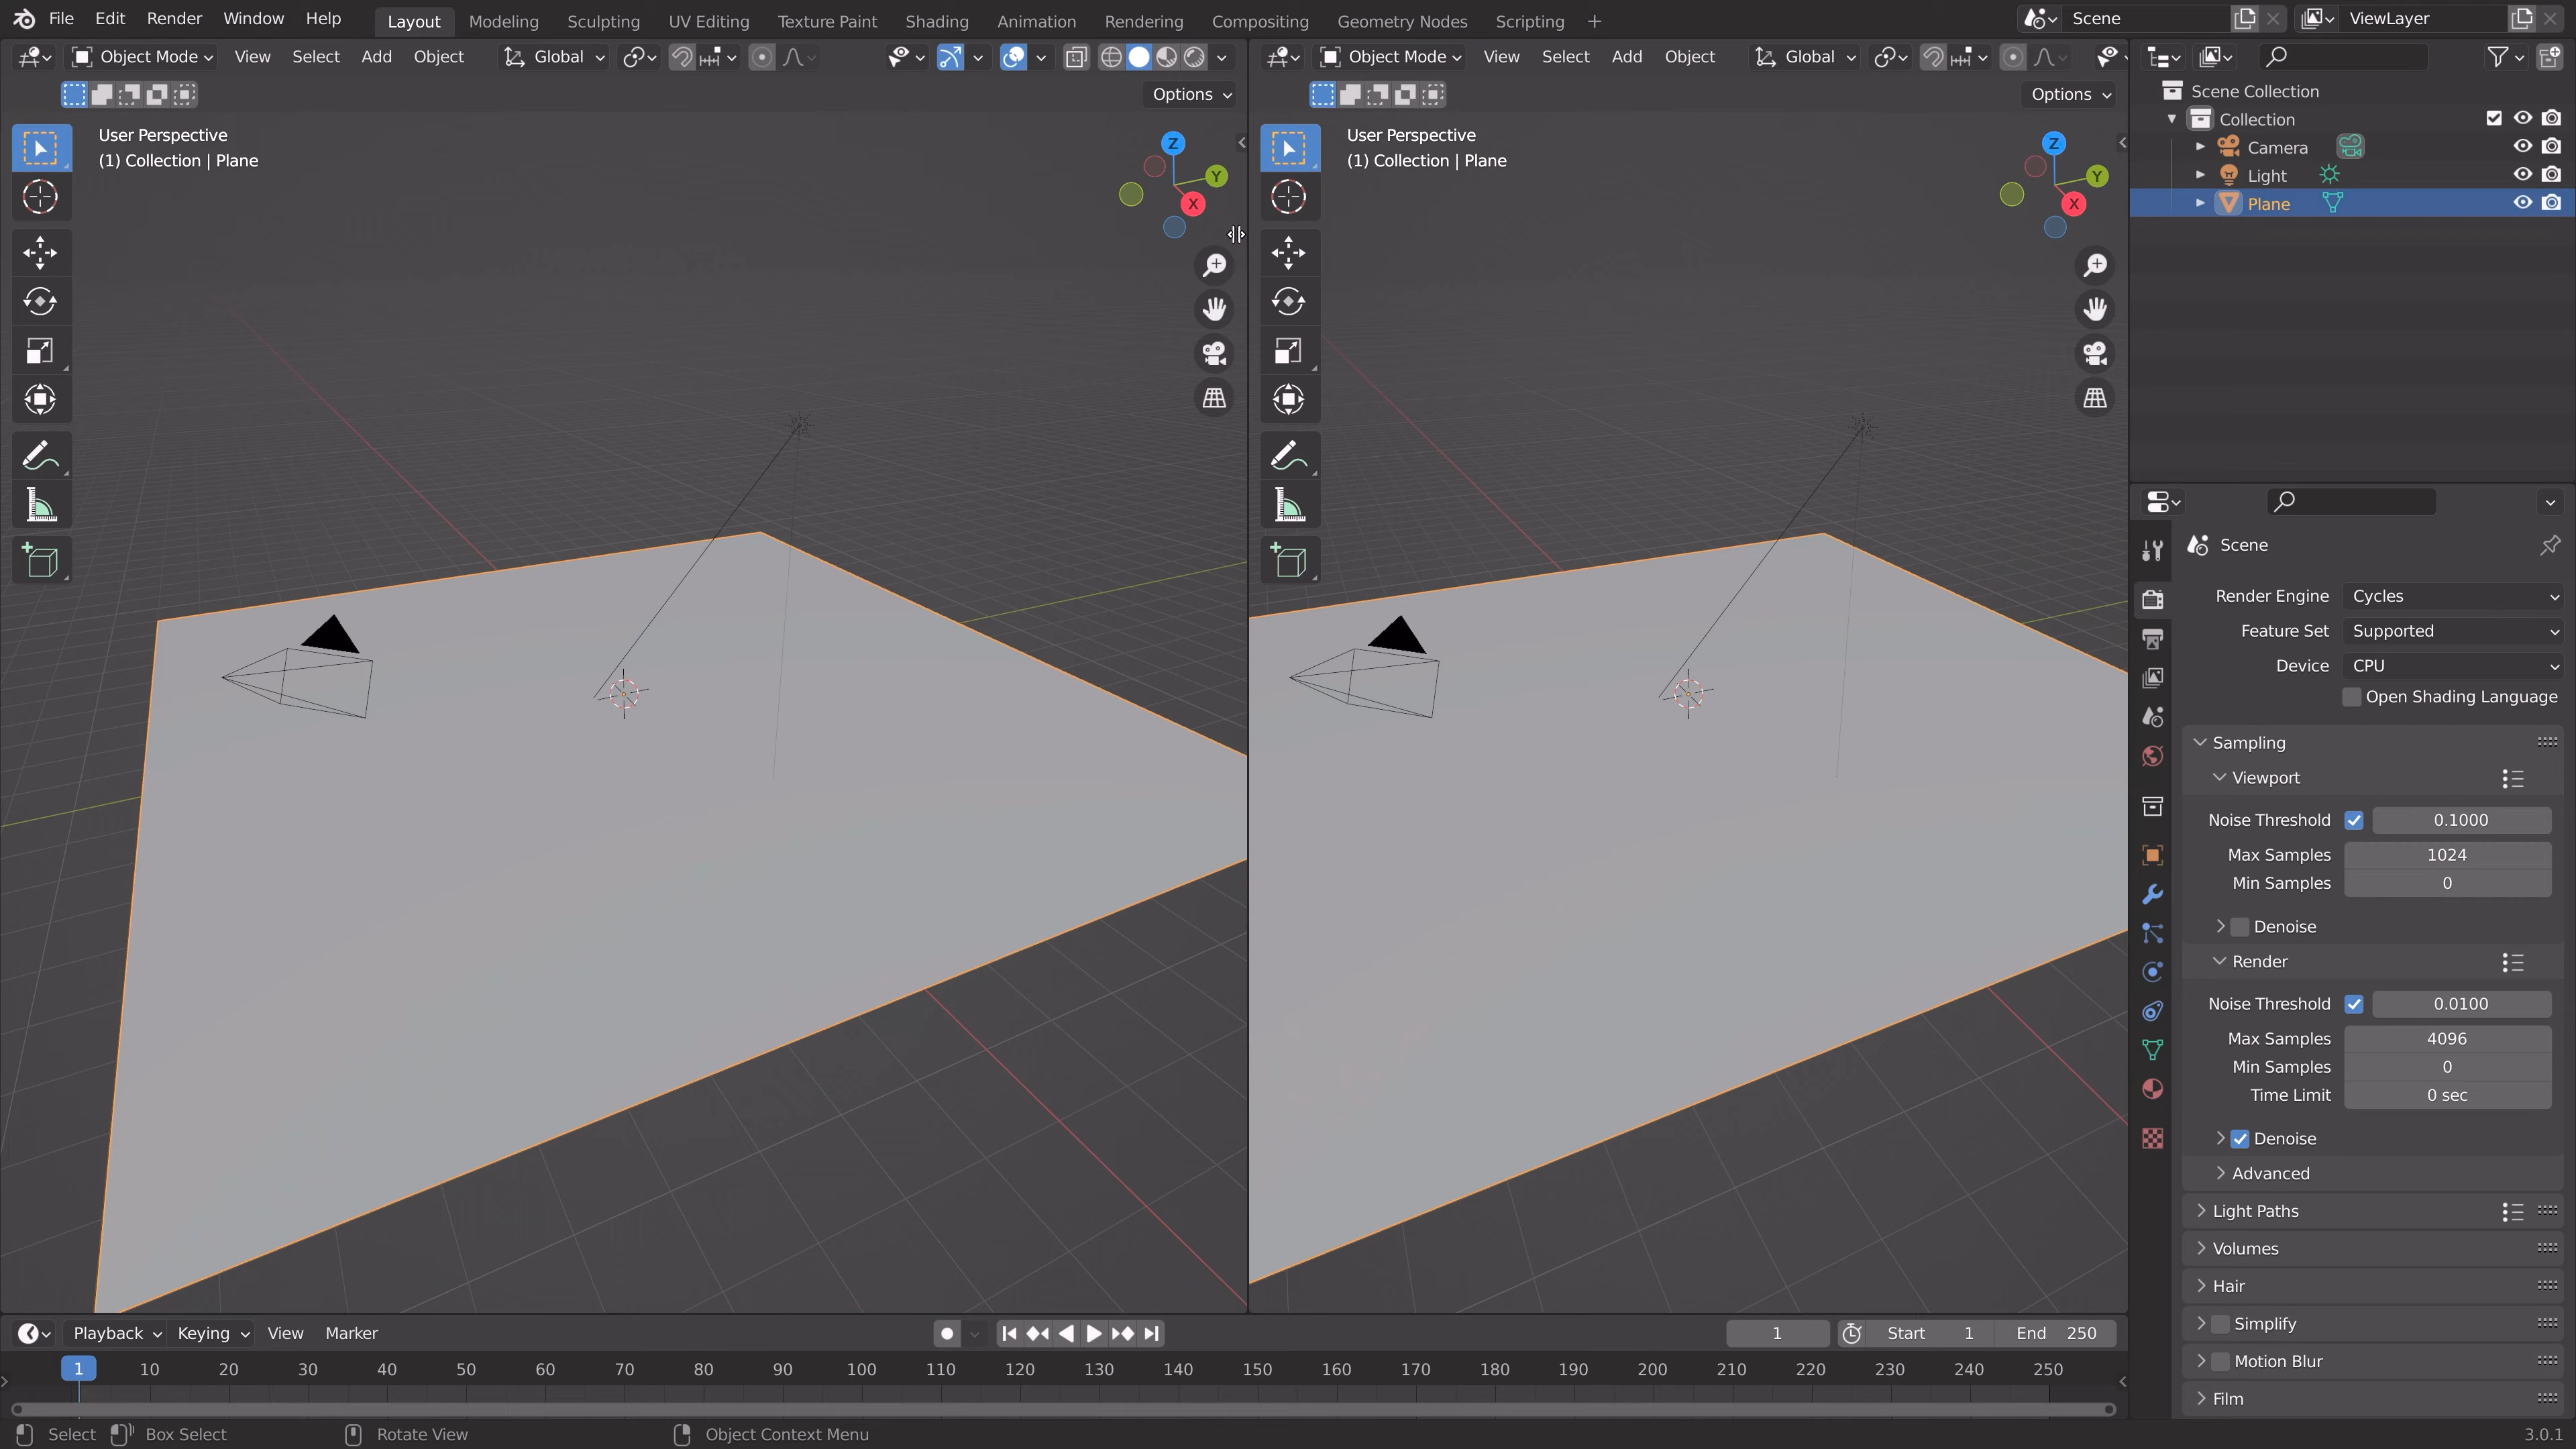 File Edit Render Window Help Layout Modeling Sculpting UV Editing Texture Paint Shading Animation Rendering Compositing Geometry Nodes Scripting + Scene ViewLayer
Object Mode View Select Add Object Global Object Mode View Select Add Object Global
Options Options
User Perspective
(1) Collection | Plane
Z
Y
X
User Perspective
(1) Collection | Plane
Z
Y
X
Scene Collection
Collection
Camera
Light
Plane
Scene
Render Engine Cycles
Feature Set Supported
Device CPU
Open Shading Language
Sampling
Viewport
Noise Threshold 0.1000
Max Samples 1024
Min Samples 0
Denoise
Render
Noise Threshold 0.0100
Max Samples 4096
Min Samples 0
Time Limit 0 sec
Denoise
Advanced
Light Paths
Volumes
Hair
Simplify
Motion Blur
Film
Playback Keying View Marker 1 Start 1 End 250
1 10 20 30 40 50 60 70 80 90 100 110 120 130 140 150 160 170 180 190 200 210 220 230 240 250
Select Box Select Rotate View Object Context Menu 3.0.1